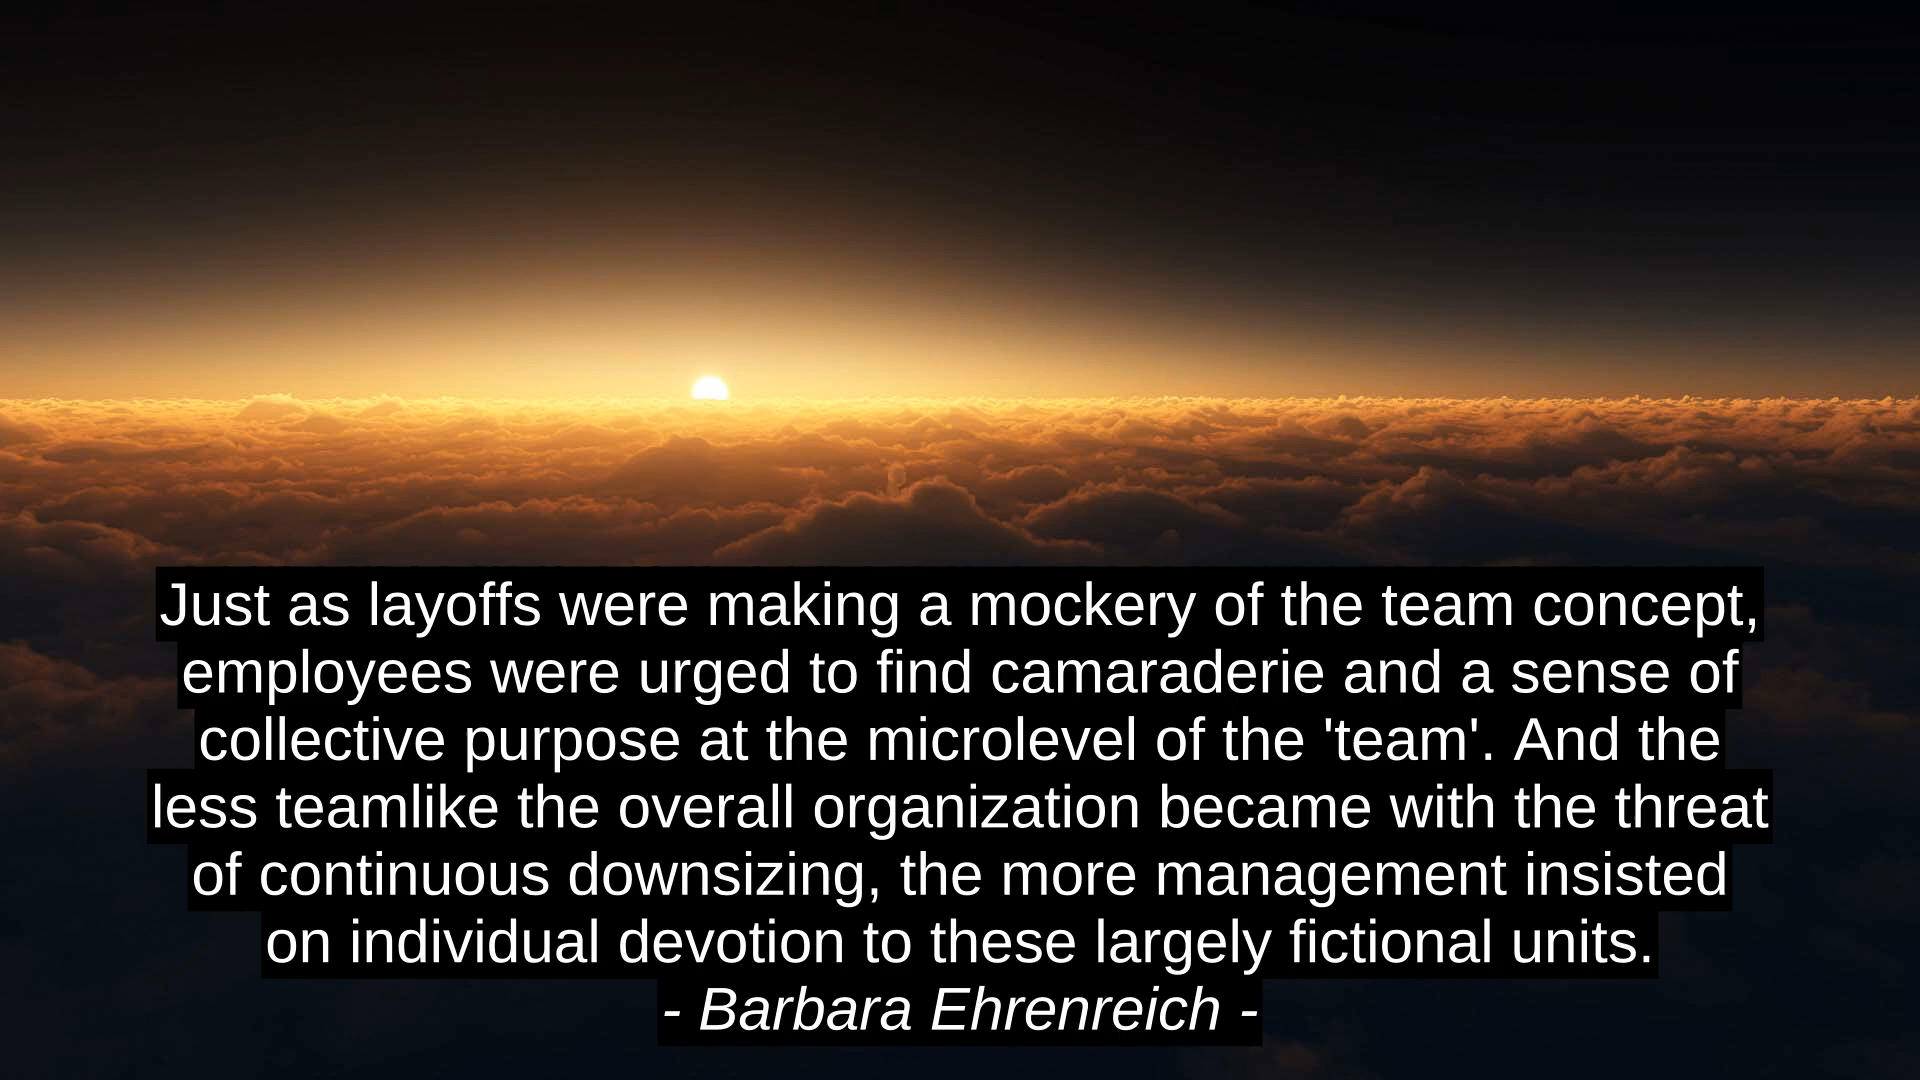 Just as layoffs were making a mockery of the team concept,
employees were urged to find camaraderie and a sense of
collective purpose at the microlevel of the 'team'. And the
less teamlike the overall organization became with the threat
of continuous downsizing, the more management insisted
on individual devotion to these largely fictional units.
- Barbara Ehrenreich -